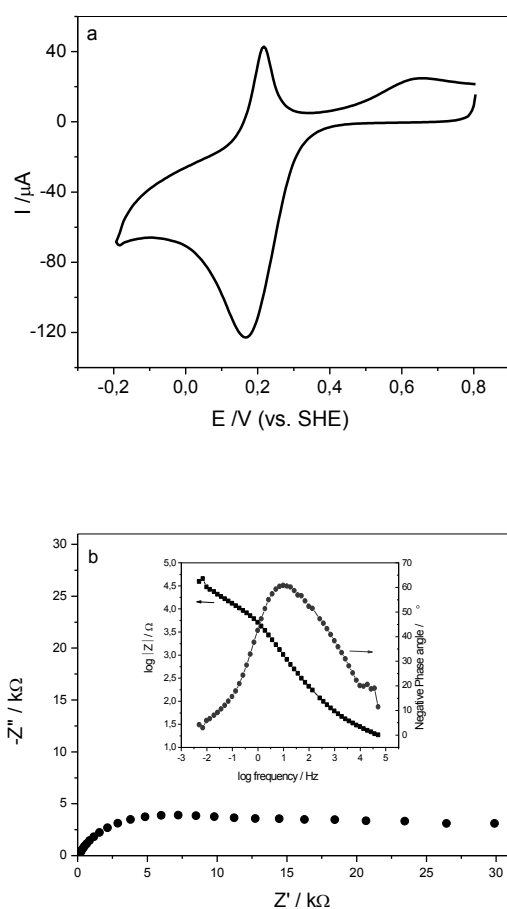 a
40
0
-40
-80
-120
I /µA
-0,2 0,0 0,2 0,4 0,6 0,8
E /V (vs. SHE)
b
30
25
20
15
10
5
0
-Z" / kΩ
0 5 10 15 20 25 30
Z' / kΩ
5,0
4,5
4,0
3,5
3,0
2,5
2,0
1,5
1,0
log |Z| / Ω
70
60
50
40
30
20
10
0
Negative Phase angle / °
-3 -2 -1 0 1 2 3 4 5
log frequency / Hz